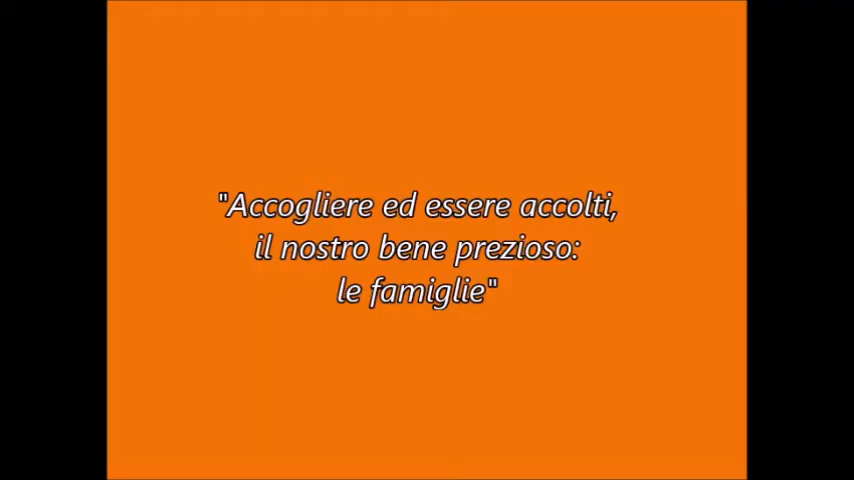 "Accogliere ed essere accolti,
il nostro bene prezioso:
le famiglie"